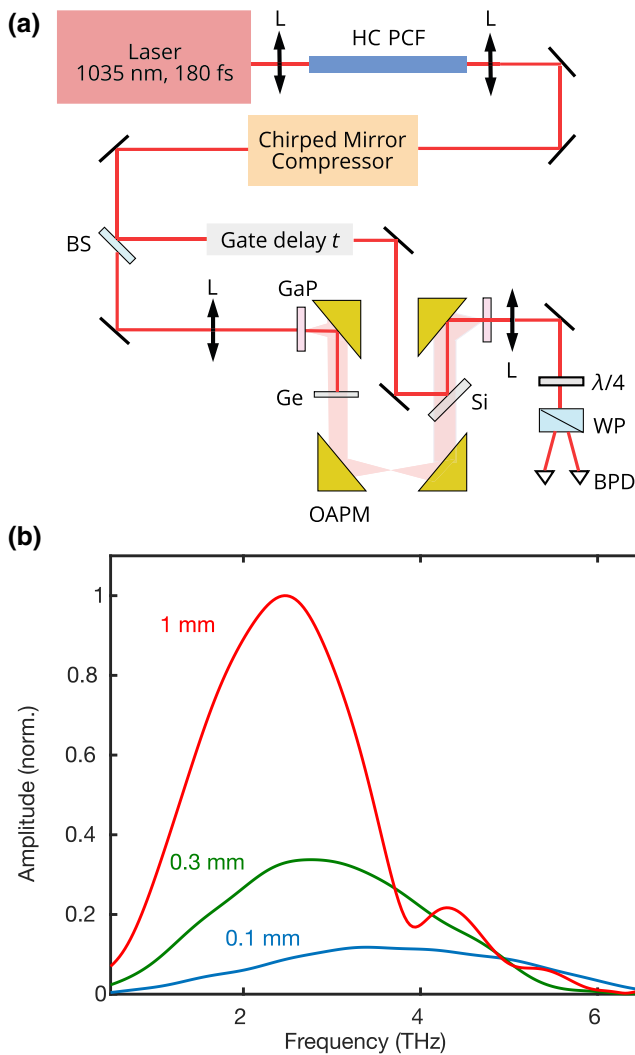 (a)
L
HC PCF
L
Laser
1035 nm, 180 fs
Chirped Mirror
Compressor
BS
Gate delay t
L
GaP
Ge
Si
L
λ/4
WP
OAPM
BPD
(b)
1
0.8
0.6
0.4
0.2
0
1 mm
0.3 mm
0.1 mm
Amplitude (norm.)
2
4
6
Frequency (THz)